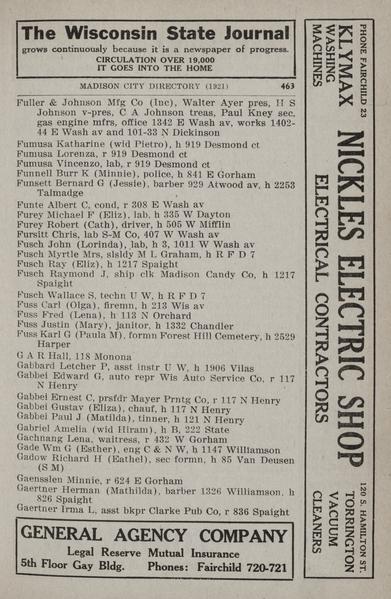 The Wisconsin State Journal
grows continuously because it is a newspaper of progress.
CIRCULATION OVER 19,000
IT GOES INTO THE HOME
MADISON CITY DIRECTORY (1921) 463
Fuller & Johnson Mfg Co (Inc), Walter Ayer pres, H S
Johnson v-pres, C A Johnson treas, Paul Kney sec,
gas engine mfrs, office 1342 E Wash av, works 1402-
44 E Wash av and 101-33 N Dickinson
Fumusa Katharine (wid Pietro), h 919 Desmond ct
Fumusa Lorenza, r 919 Desmond ct
Fumusa Vincenzo, lab, r 919 Desmond ct
Funnell Burr K (Minnie), police, h 841 E Gorham
Funsett Bernard G (Jessie), barber 929 Atwood av, h 2253
Talmadge
Funte Albert C, cond, r 308 E Wash av
Furey Michael F (Eliz), lab, h 335 W Dayton
Furey Robert (Cath), driver, h 505 W Mifflin
Fursitt Chris, lab S-M Co, 407 W Wash av
Fusch John (Lorinda), lab, h 3, 1011 W Wash av
Fusch Myrtle Mrs, slsldy M L Graham, h R F D 7
Fusch Ray (Eliz), h 1217 Spaight
Fusch Raymond J, ship clk Madison Candy Co, h 1217
Spaight
Fusch Wallace S, techn U W, h R F D 7
Fuss Carl (Olga), firemn, h 213 Wis av
Fuss Fred (Lena), h 113 N Orchard
Fuss Justin (Mary), janitor, h 1332 Chandler
Fuss Karl G (Paula M), formn Forest Hill Cemetery, h 2529
Harper
G A R Hall, 118 Monona
Gabbard Letcher P, asst instr U W, h 1906 Vilas
Gabbei Edward G, auto repr Wis Auto Service Co, r 117
N Henry
Gabbei Ernest C, prsfdr Mayer Prntg Co, r 117 N Henry
Gabbei Gustav (Eliza), chauf, h 117 N Henry
Gabbei Paul J (Matilda), tinner, h 121 N Henry
Gabriel Amelia (wid Hiram), h B, 222 State
Gachnang Lena, waitress, r 432 W Gorham
Gade Wm G (Esther), eng C & N W, h 1147 Williamson
Gadow Richard H (Eathel), sec formn, h 85 Van Deusen
(S M)
Gaensslen Minnie, r 624 E Gorham
Gaertner Herman (Mathilda), barber 1326 Williamson, h
826 Spaight
Gaertner Irma L, asst bkpr Clarke Pub Co, r 836 Spaight
GENERAL AGENCY COMPANY
Legal Reserve Mutual Insurance
5th Floor Gay Bldg. Phones: Fairchild 720-721
PHONE FAIRCHILD 23
KLYMAX
WASHING
MACHINES
NICKLES ELECTRIC SHOP
ELECTRICAL CONTRACTORS
120 S. HAMILTON ST.
TORRINGTON
VACUUM
CLEANERS